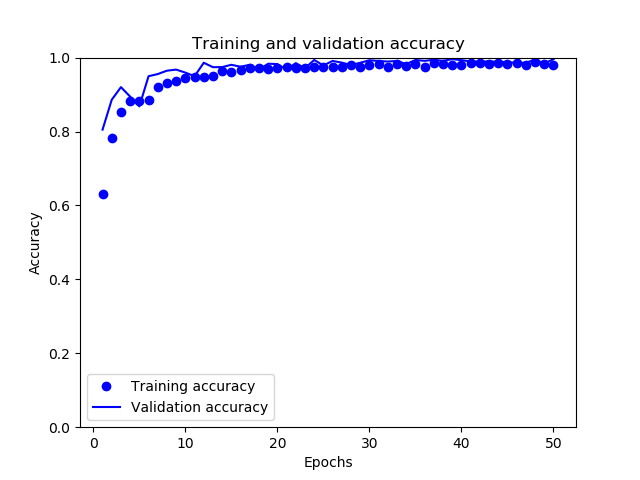 Training and validation accuracy
1.0
0.8
0.6
0.4
0.2
0.0
Accuracy
Training accuracy
Validation accuracy
0 10 20 30 40 50
Epochs